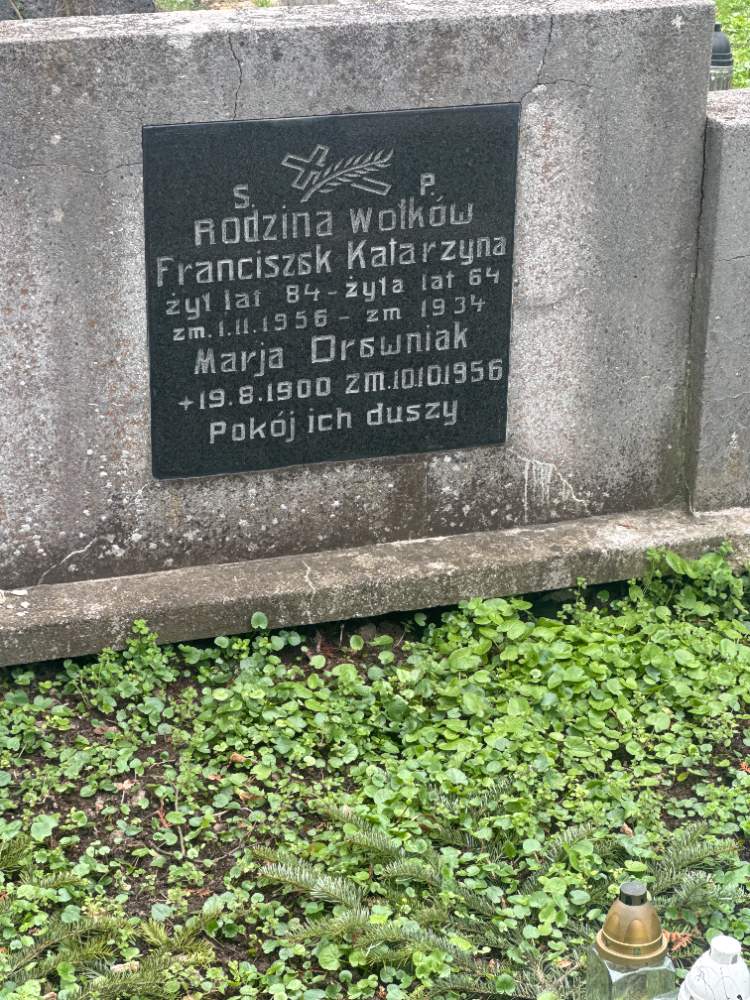 S. P.
Rodzina Wołków
Franciszek Katarzyna
żył lat 84 - żyła lat 64
zm. 1.11.1956 - zm 1934
Marja Drewniak
+19.8.1900 zm.10.10.1956
Pokój ich duszy